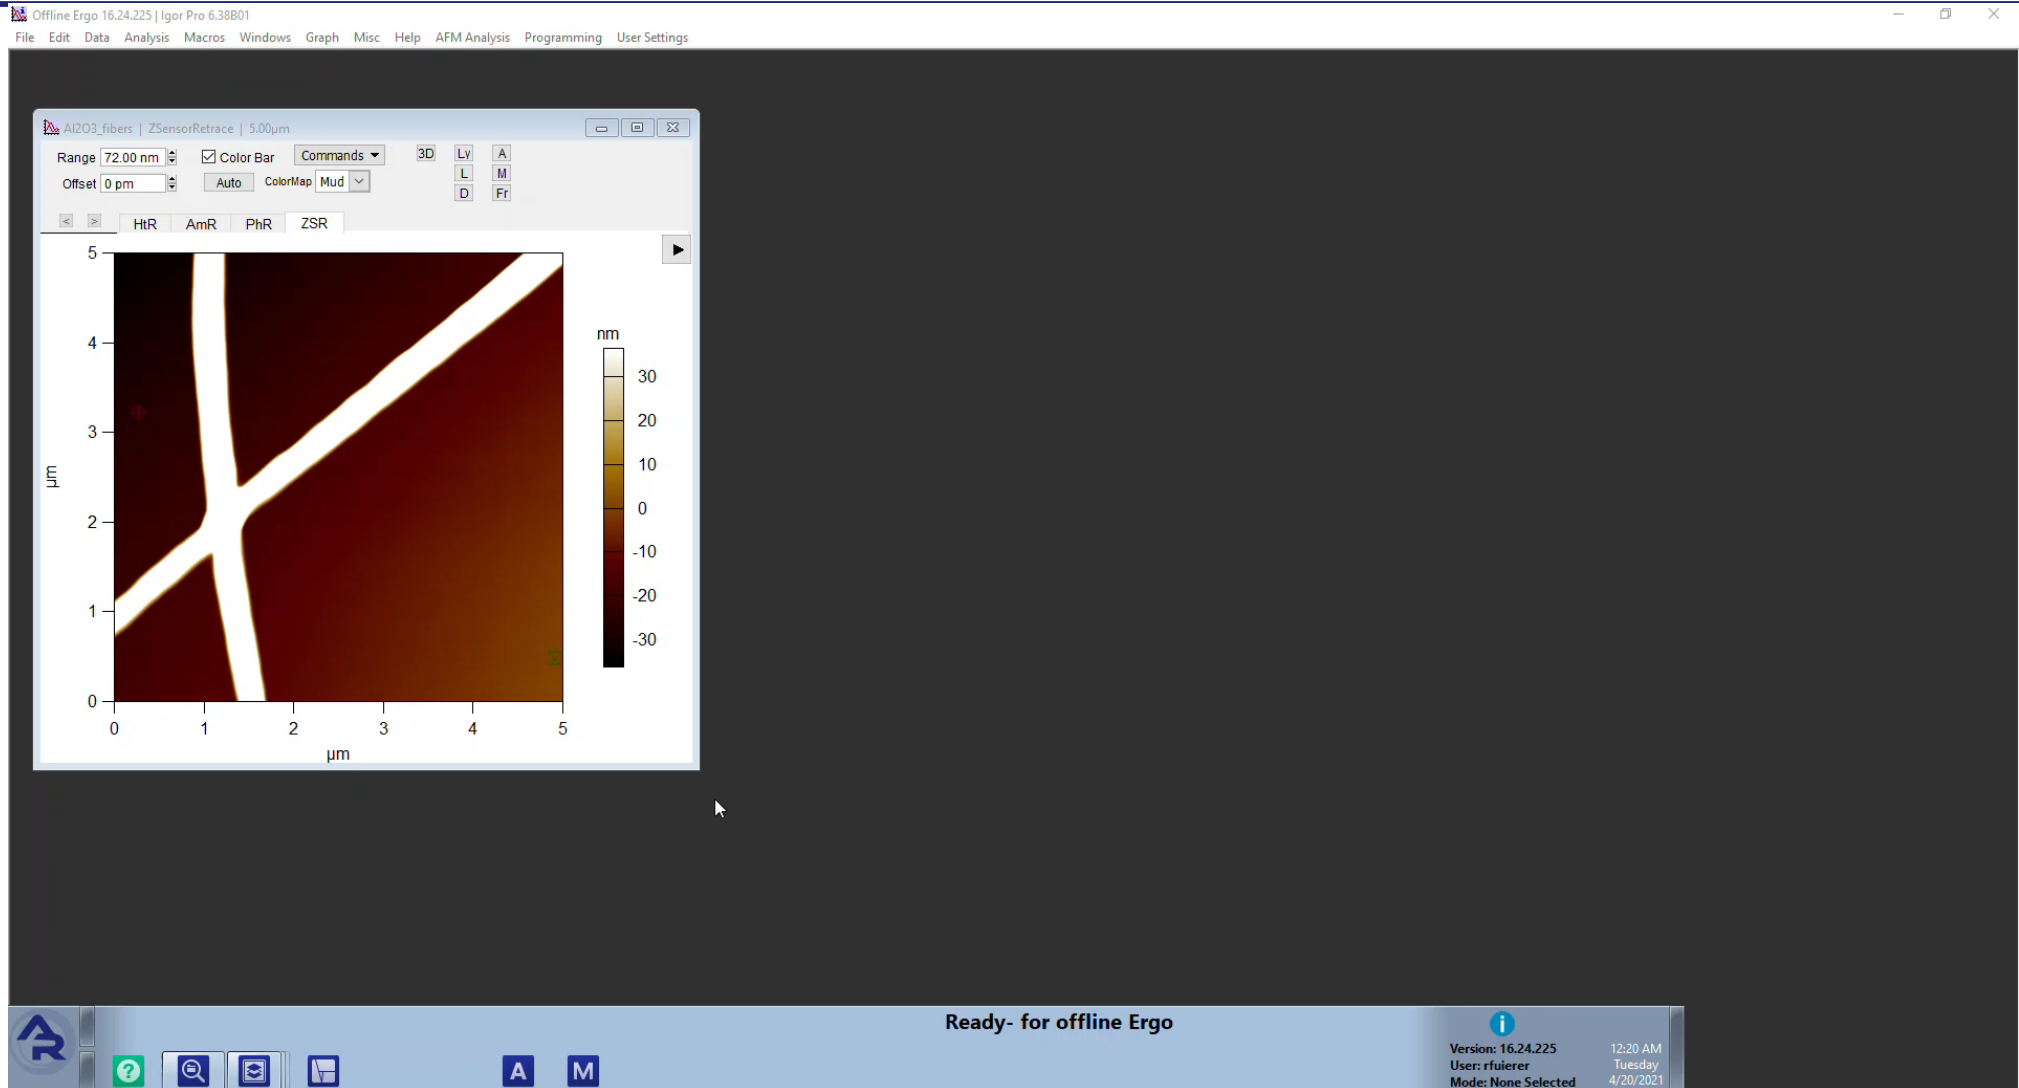 Offline Ergo 16.24.225 | Igor Pro 6.38B01
File Edit Data Analysis Macros Windows Graph Misc Help AFM Analysis Programming User Settings
Al2O3_fibers | ZSensorRetrace | 5.00µm
Range 72.00 nm Color Bar Commands 3D Ly A
L M
Offset 0 pm Auto ColorMap Mud
D Fr
< > HtR AmR PhR ZSR
5
4
3
2
1
0
µm
0 1 2 3 4 5
µm
nm
30
20
10
0
-10
-20
-30
Ready- for offline Ergo
AR
? A M
i
Version: 16.24.225 12:20 AM
User: rfuierer Tuesday
Mode: None Selected 4/20/2021